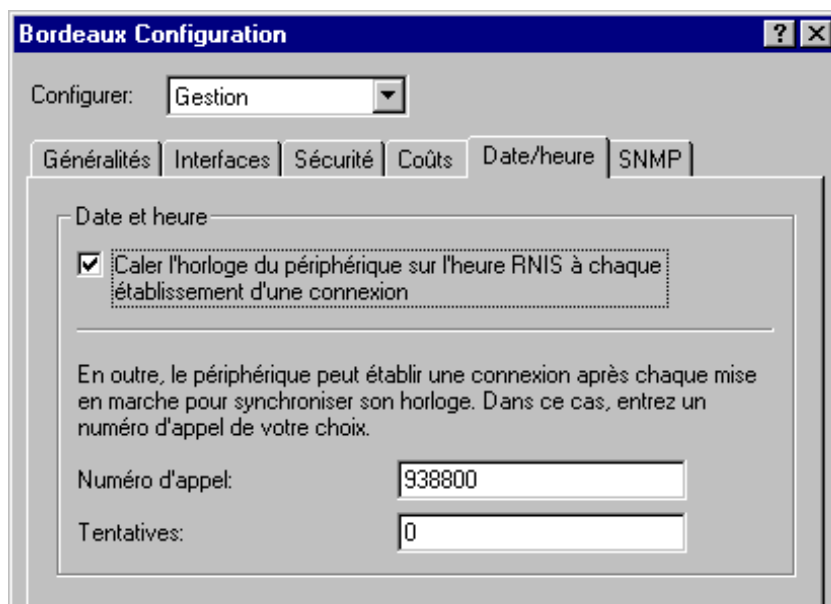 Bordeaux Configuration
Configurer: Gestion
Généralités Interfaces Sécurité Coûts Date/heure SNMP
Date et heure
Caler l'horloge du périphérique sur l'heure RNIS à chaque
établissement d'une connexion
En outre, le périphérique peut établir une connexion après chaque mise
en marche pour synchroniser son horloge. Dans ce cas, entrez un
numéro d'appel de votre choix.
Numéro d'appel: 938800
Tentatives: 0